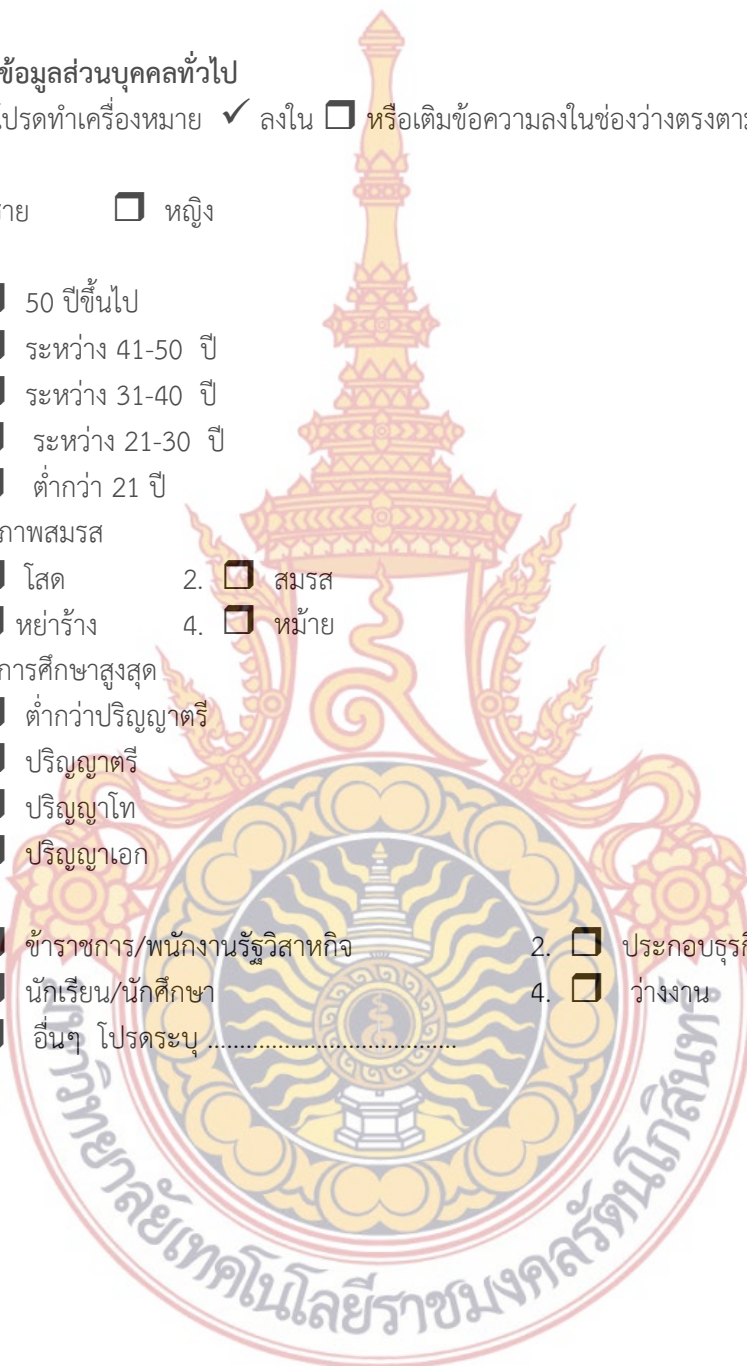 ข้อมูลส่วนบุคคลทั่วไป
โปรดทำเครื่องหมาย ✓ ลงใน ❒ หรือเติมข้อความลงในช่องว่างตรงตาม
❒ หญิง
50 ปีขึ้นไป
ระหว่าง 41-50 ปี
ระหว่าง 31-40 ปี
ระหว่าง 21-30 ปี
ต่ำกว่า 21 ปี
ภาพสมรส
โสด 2. ❒ สมรส
หย่าร้าง 4. ❒ หม้าย
การศึกษาสูงสุด
ต่ำกว่าปริญญาตรี
ปริญญาตรี
ปริญญาโท
ปริญญาเอก
ข้าราชการ/พนักงานรัฐวิสาหกิจ 2. ❒ ประกอบธุรกิ
นักเรียน/นักศึกษา 4. ❒ ว่างงาน
อื่นๆ โปรดระบุ ......................................
มหาวิทยาลัยเทคโนโลยีราชมงคลรัตนโกสินทร์